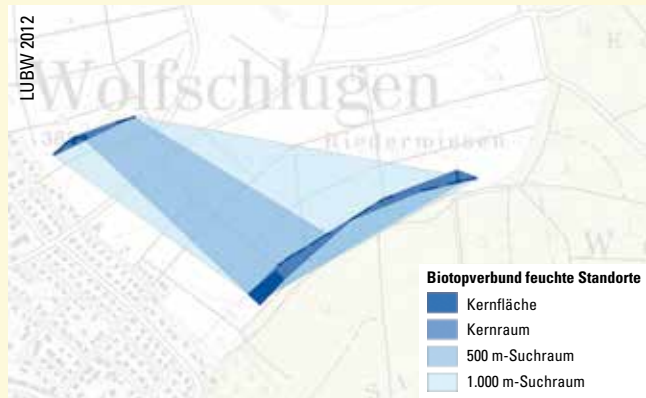 LUBW 2012
Wolfschlugen
Riedermissen
Biotopverbund feuchte Standorte
Kernfläche
Kernraum
500 m-Suchraum
1.000 m-Suchraum